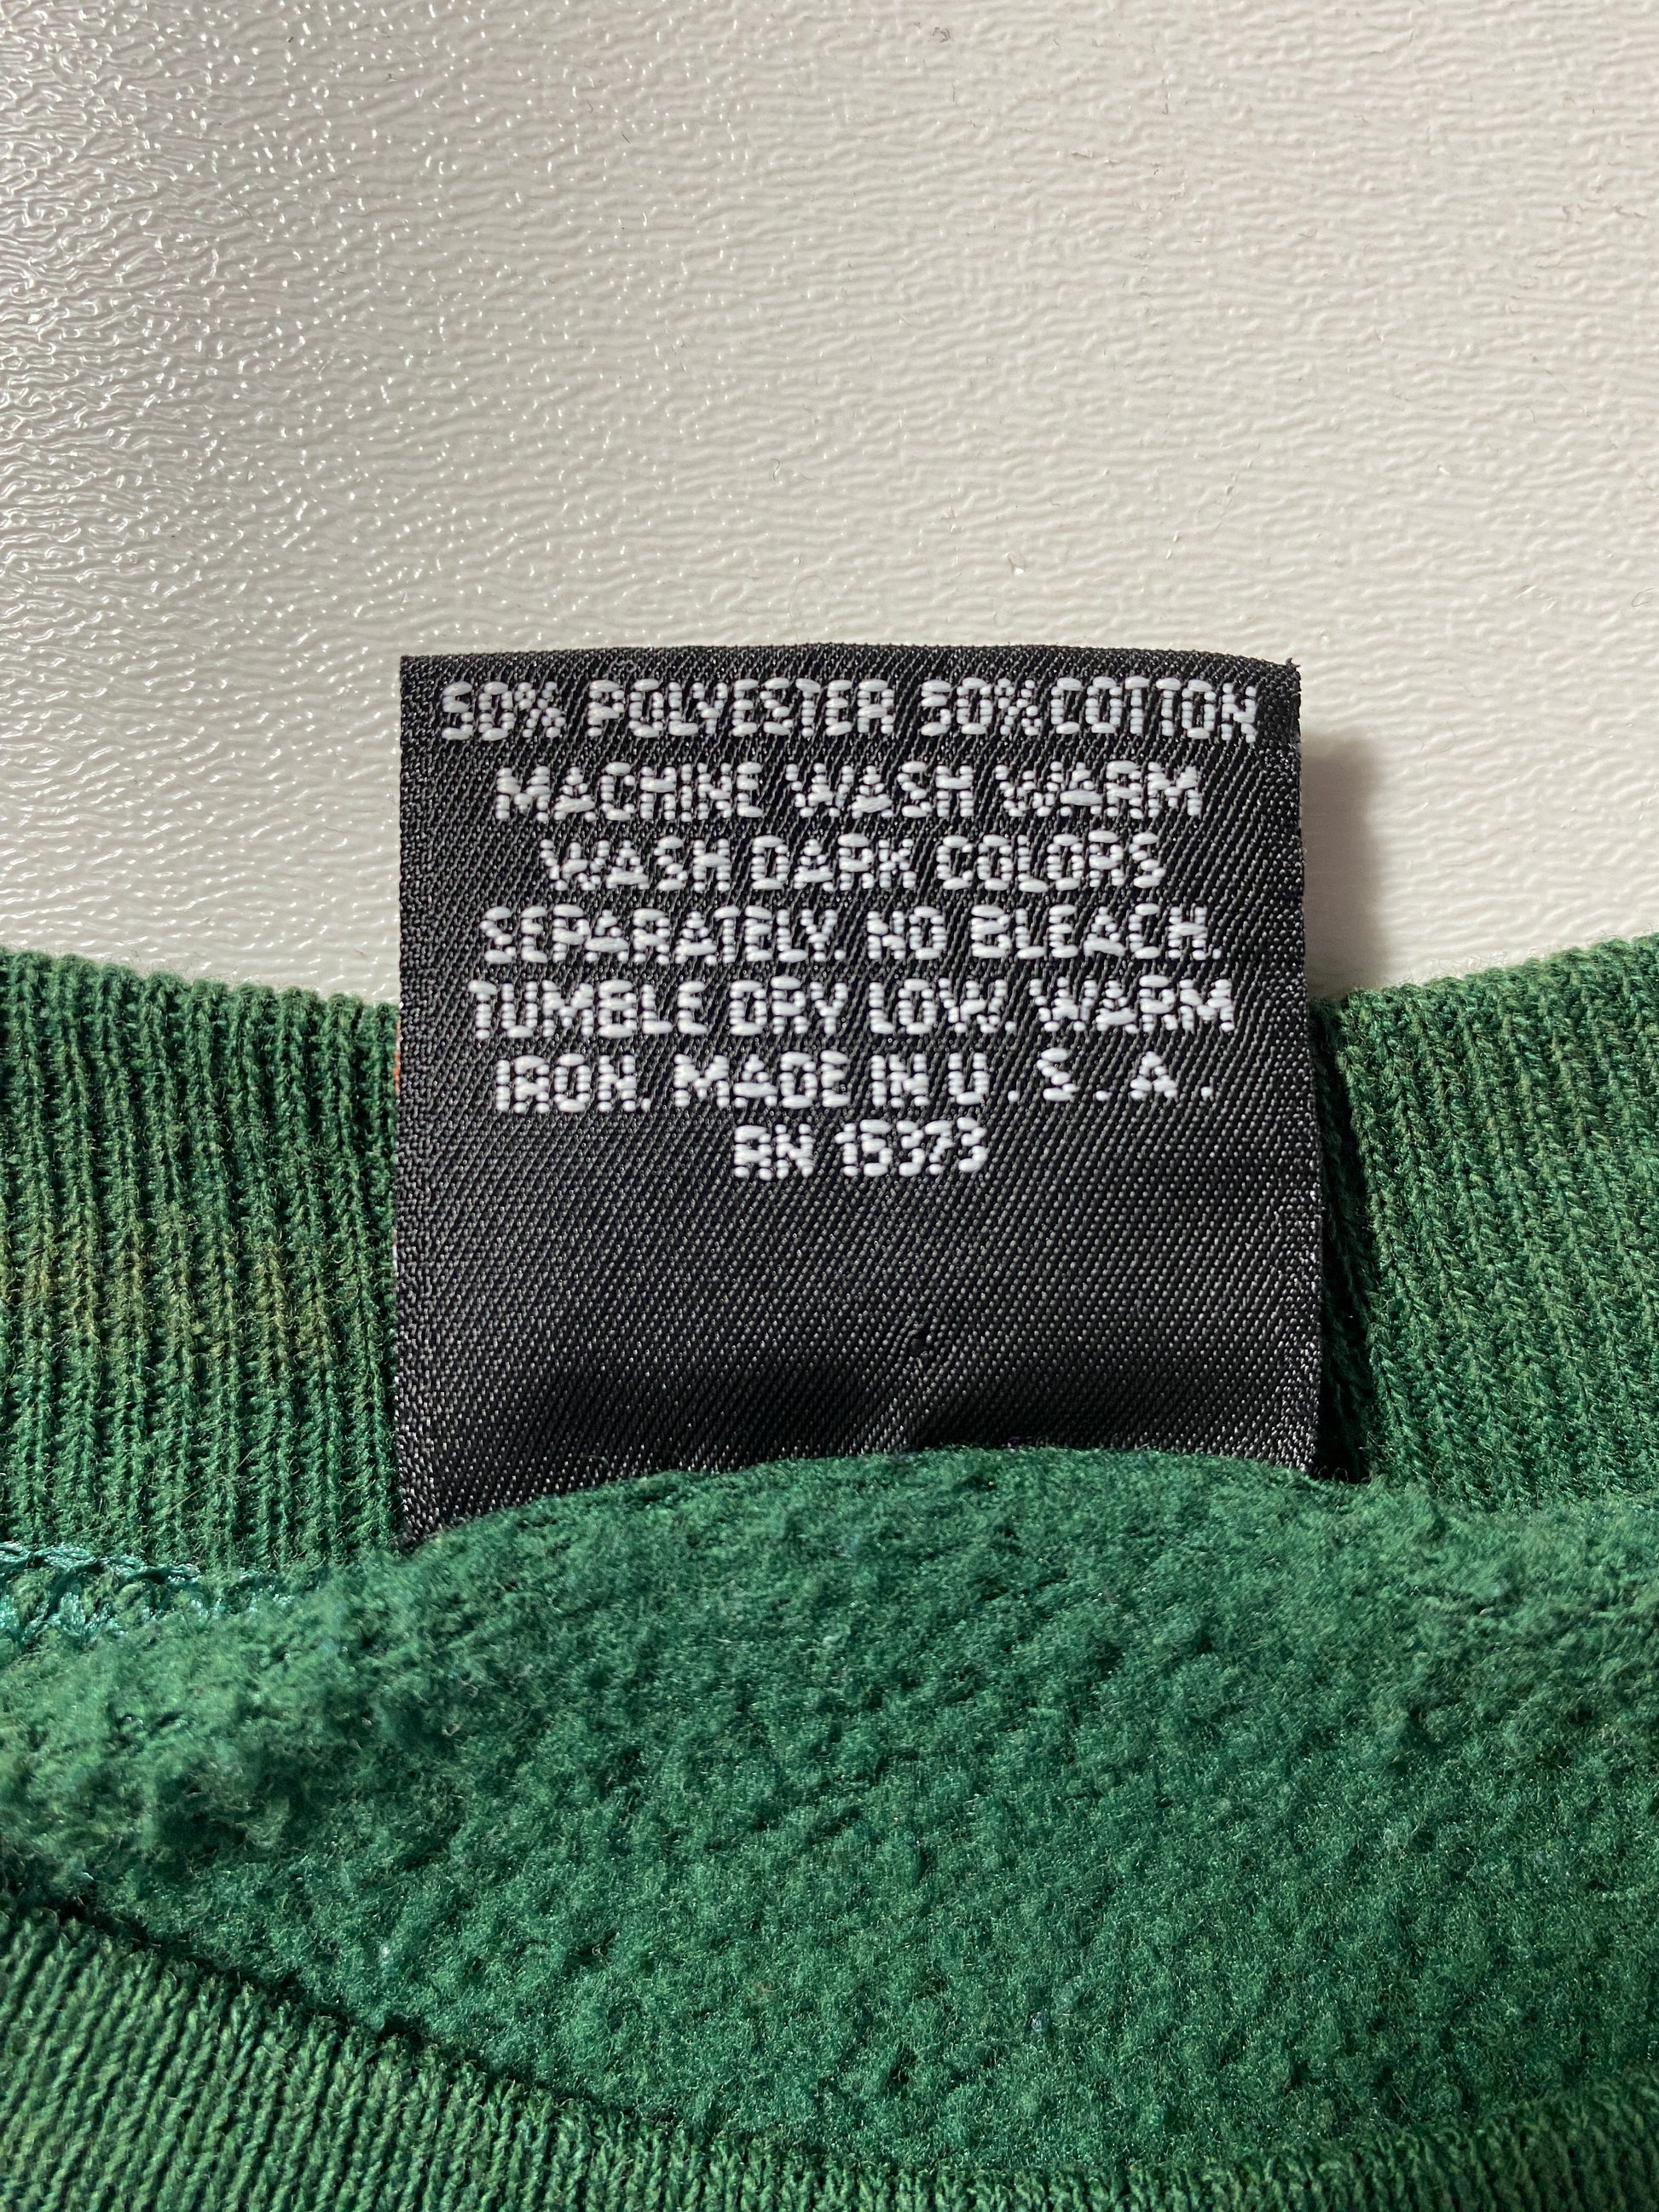 50% POLYESTER 50% COTTON
MACHINE WASH WARM
WASH DARK COLORS
SEPARATELY. NO BLEACH.
TUMBLE DRY LOW. WARM
IRON. MADE IN U.S.A.
RN 15373